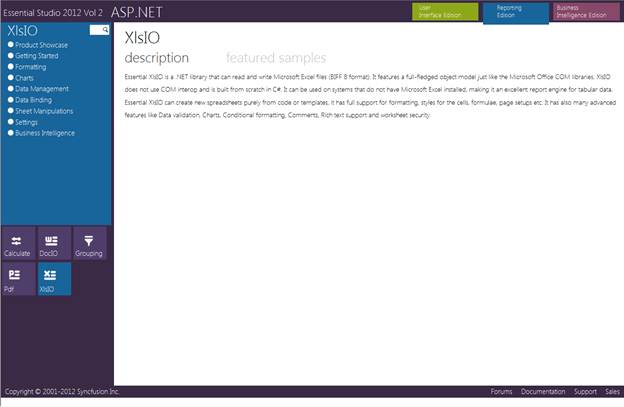 Essential Studio 2012 Vol 2 ASP.NET
User
Interface Edition
Reporting
Edition
Business
Intelligence Edition
XlsIO
Product Showcase
Getting Started
Formatting
Charts
Data Management
Data Binding
Sheet Manipulations
Settings
Business Intelligence
Calculate
DocIO
Grouping
Pdf
XlsIO
XlsIO
description featured samples
Essential XlsIO is a .NET library that can read and write Microsoft Excel files (BIFF 8 format). It features a full-fledged object model just like the Microsoft Office COM libraries. XlsIO
does not use COM interop and is built from scratch in C#. It can be used on systems that do not have Microsoft Excel installed, making it an excellent report engine for tabular data.
Essential XlsIO can create new spreadsheets purely from code or templates, it has full support for formatting, styles for the cells, formulae, page setups etc. It has also many advanced
features like Data validation, Charts, Conditional formatting, Comments, Rich text support and worksheet security.
Copyright © 2001-2012 Syncfusion Inc.
Forums Documentation Support Sales